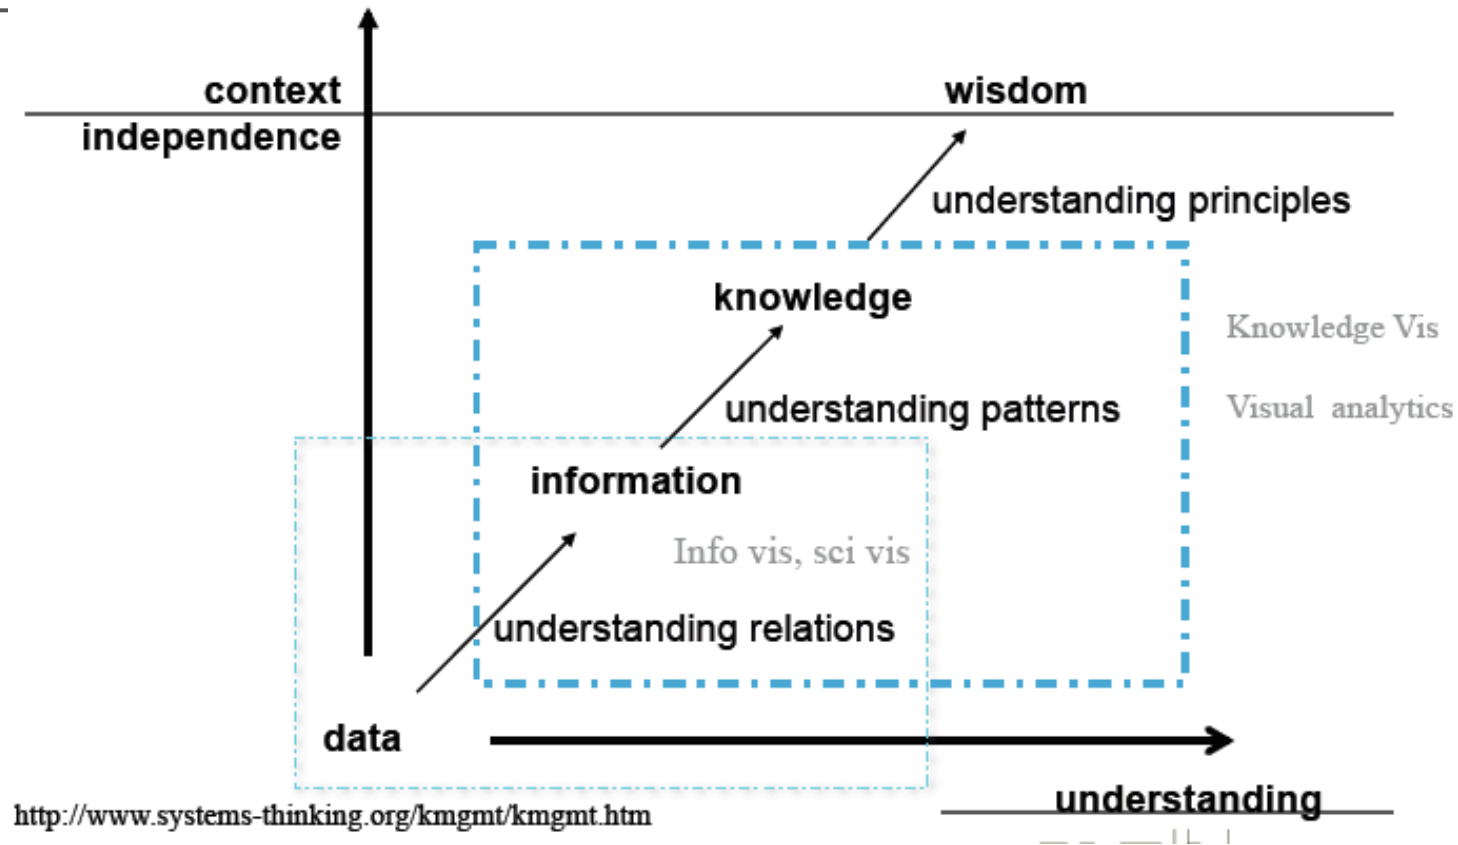 context
independence
wisdom
understanding principles
knowledge
Knowledge Vis
understanding patterns
Visual analytics
information
Info vis, sci vis
understanding relations
data
understanding
http://www.systems-thinking.org/kmgmt/kmgmt.htm